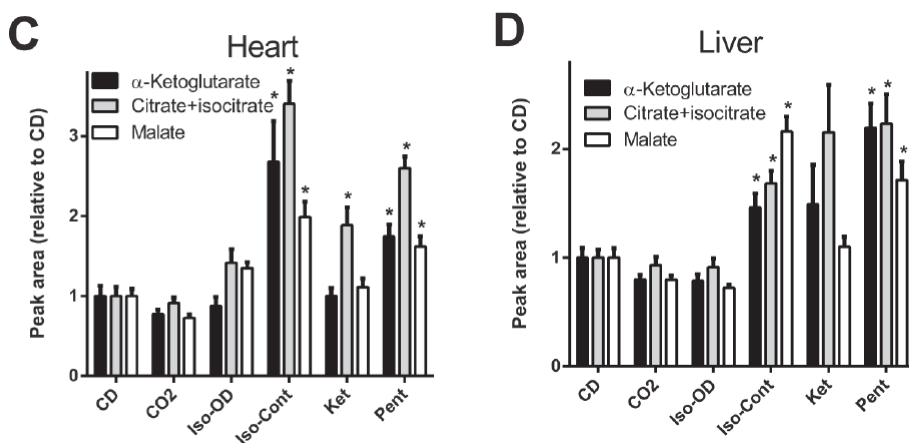 C
Heart
α-Ketoglutarate
Citrate+isocitrate
Malate
Peak area (relative to CD)
3
2
1
0
* * * * * * *
CD CO2 Iso-OD Iso-Cont Ket Pent
D
Liver
α-Ketoglutarate
Citrate+isocitrate
Malate
Peak area (relative to CD)
2
1
0
* * * * * *
CD CO2 Iso-OD Iso-Cont Ket Pent